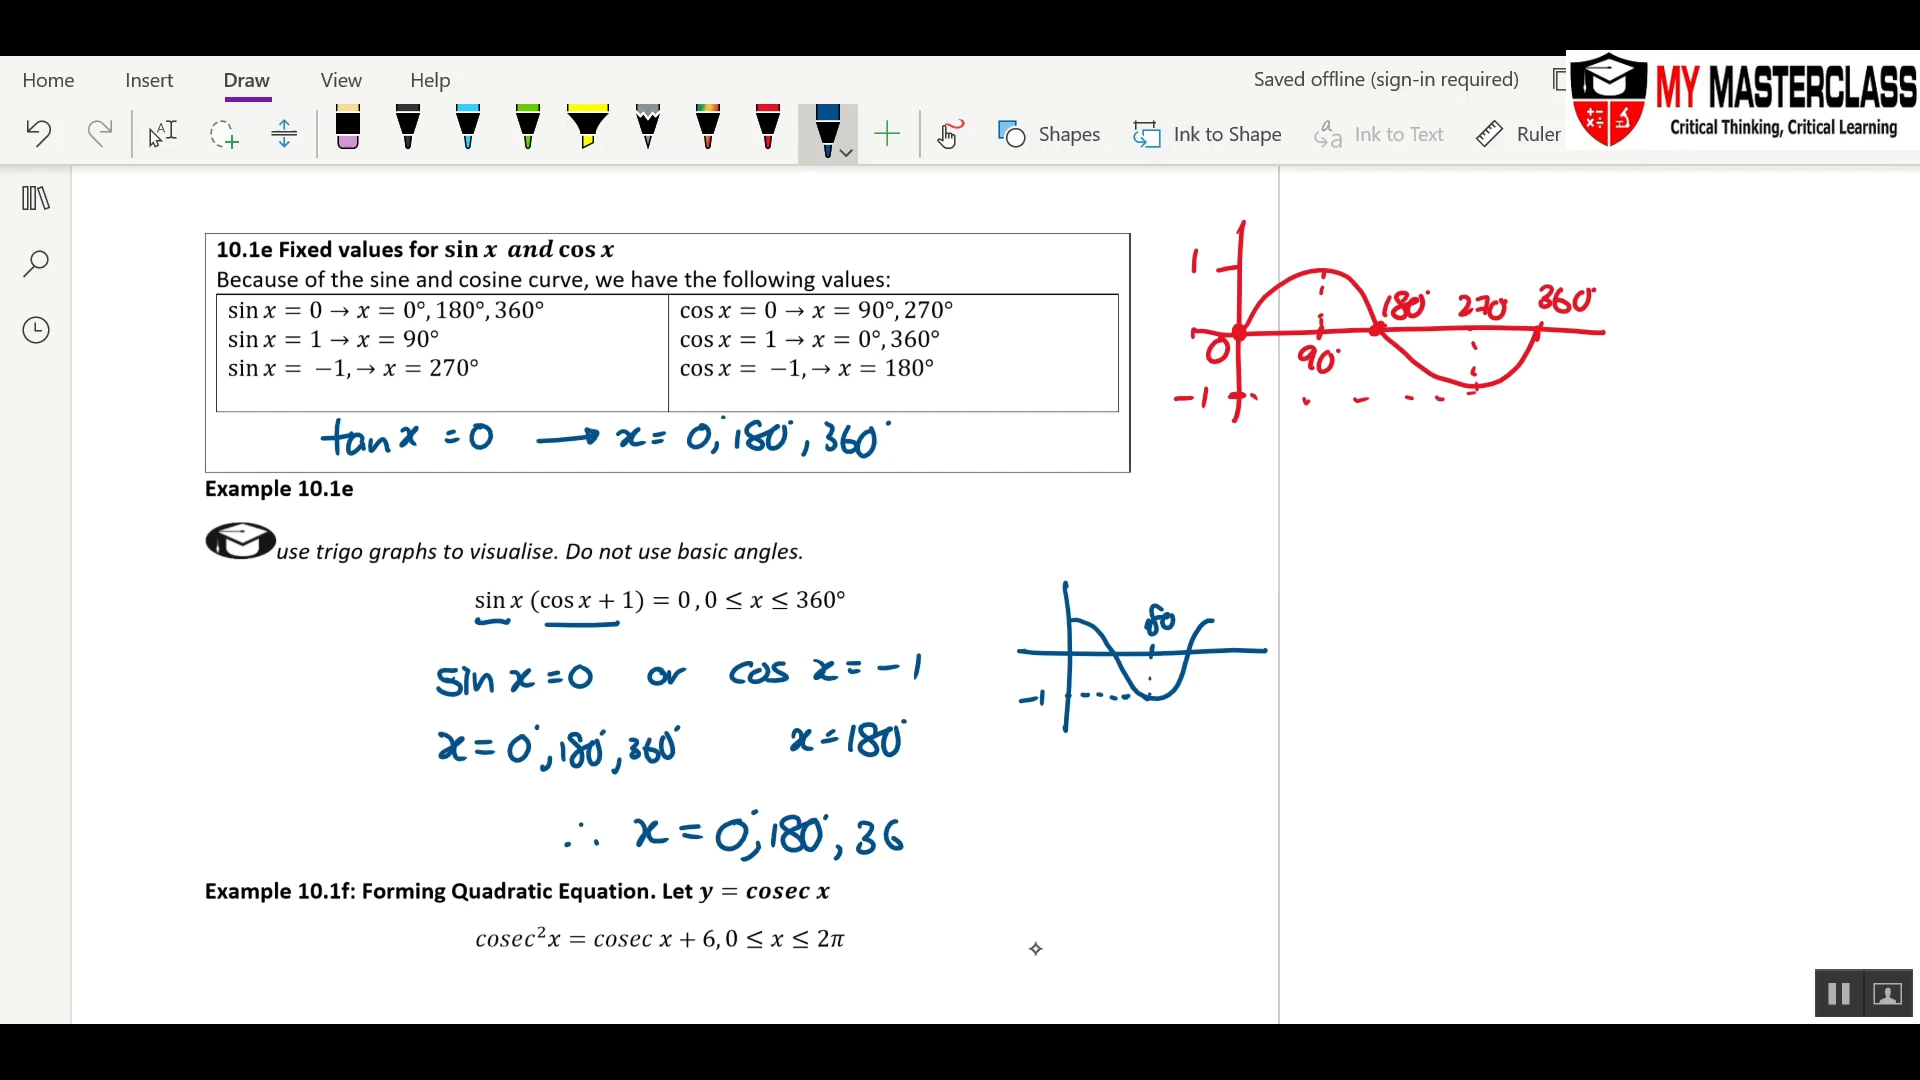 Home Insert Draw View Help Saved offline (sign-in required)
MY MASTERCLASS
Critical Thinking, Critical Learning
Shapes Ink to Shape Ink to Text Ruler
10.1e Fixed values for sin x and cos x
Because of the sine and cosine curve, we have the following values:
sin x = 0 → x = 0°, 180°, 360°
sin x = 1 → x = 90°
sin x = −1, → x = 270°
cos x = 0 → x = 90°, 270°
cos x = 1 → x = 0°, 360°
cos x = −1, → x = 180°
tan x = 0 → x = 0°, 180°, 360°
1
180° 270° 360°
0 90°
-1
Example 10.1e
use trigo graphs to visualise. Do not use basic angles.
sin x (cos x + 1) = 0, 0 ≤ x ≤ 360°
sin x = 0 or cos x = -1
x = 0°, 180°, 360° x = 180°
-1
∴ x = 0°, 180°, 36
Example 10.1f: Forming Quadratic Equation. Let y = cosec x
cosec²x = cosec x + 6, 0 ≤ x ≤ 2π